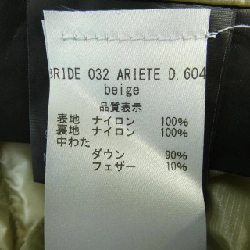 BRIDE 032 ARIETE D. 604
beige
品質表示
表地 ナイロン 100%
裏地 ナイロン 100%
中わた
ダウン 90%
フェザー 10%